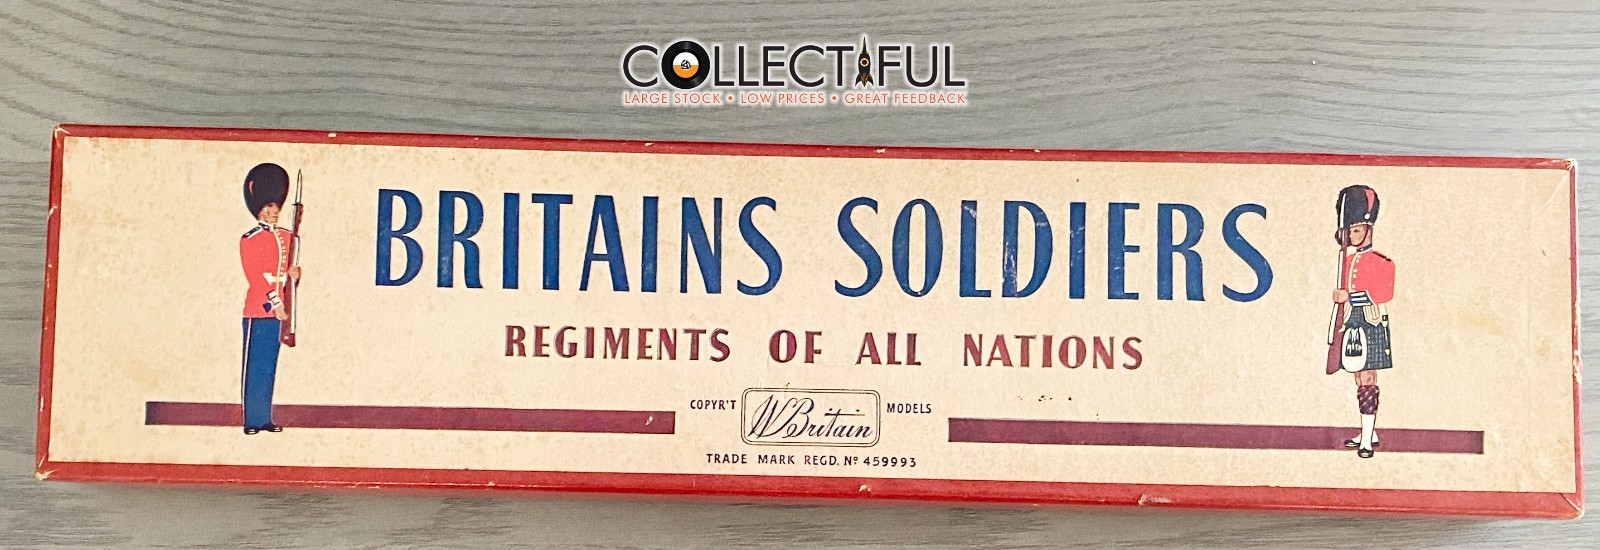 COLLECTIFUL
LARGE STOCK • LOW PRICES • GREAT FEEDBACK
BRITAINS SOLDIERS
REGIMENTS OF ALL NATIONS
COPYR'T W Britain MODELS
TRADE MARK REGD. Nº 459993